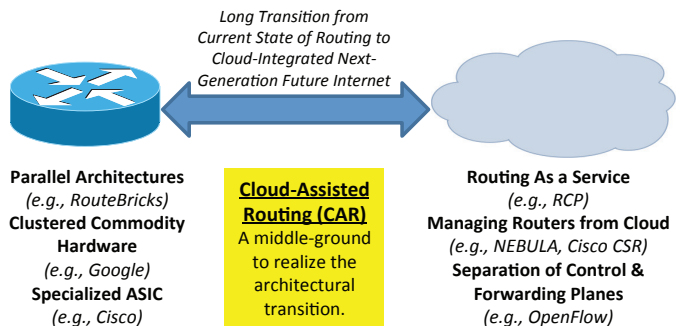 Long Transition from
Current State of Routing to
Cloud-Integrated Next-
Generation Future Internet
Parallel Architectures
(e.g., RouteBricks)
Clustered Commodity
Hardware
(e.g., Google)
Specialized ASIC
(e.g., Cisco)
Cloud-Assisted
Routing (CAR)
A middle-ground
to realize the
architectural
transition.
Routing As a Service
(e.g., RCP)
Managing Routers from Cloud
(e.g., NEBULA, Cisco CSR)
Separation of Control &
Forwarding Planes
(e.g., OpenFlow)